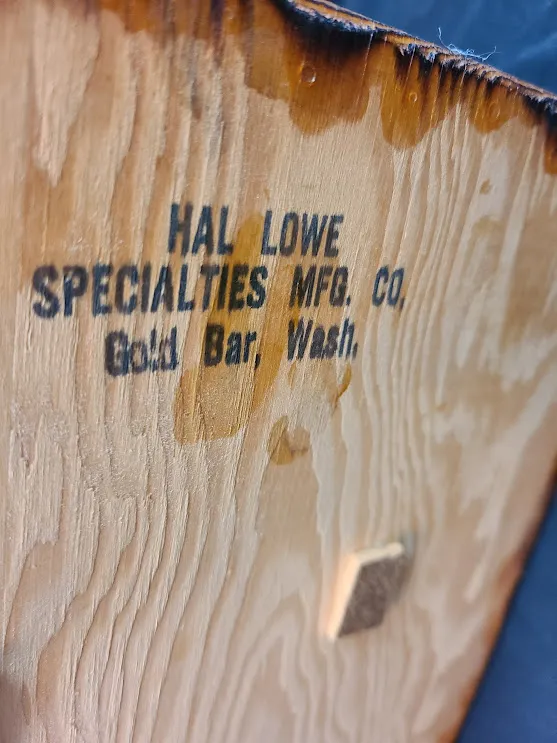 HAL LOWE
SPECIALTIES MFG. CO,
Gold Bar, Wash.